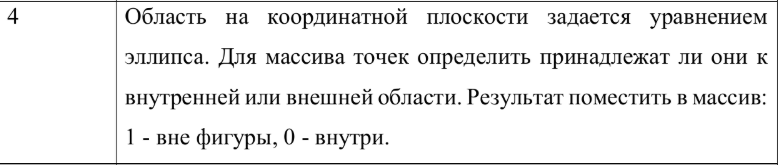 4
Область на координатной плоскости задается уравнением
эллипса. Для массива точек определить принадлежат ли они к
внутренней или внешней области. Результат поместить в массив:
1 - вне фигуры, 0 - внутри.